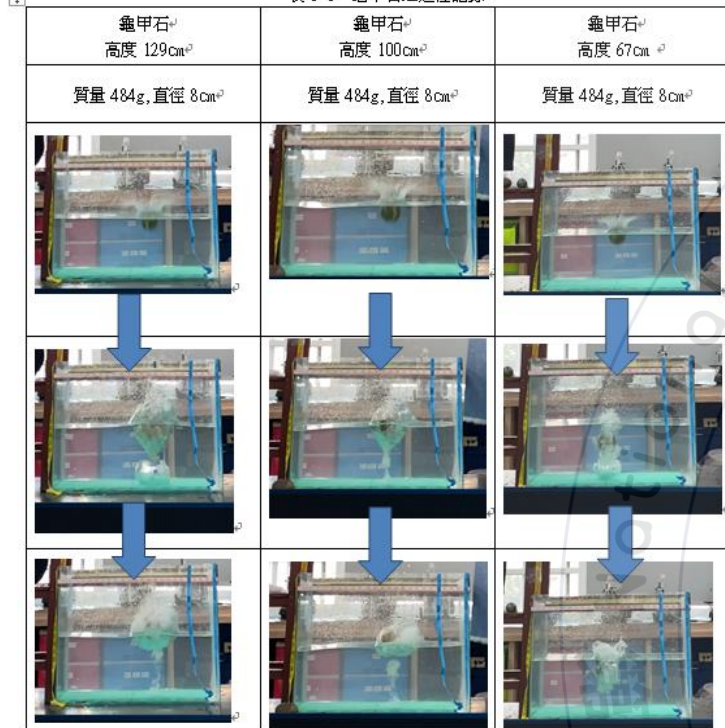 龜甲石
高度 129cm
龜甲石
高度 100cm
龜甲石
高度 67cm
質量 484g,直徑 8cm
質量 484g,直徑 8cm
質量 484g,直徑 8cm